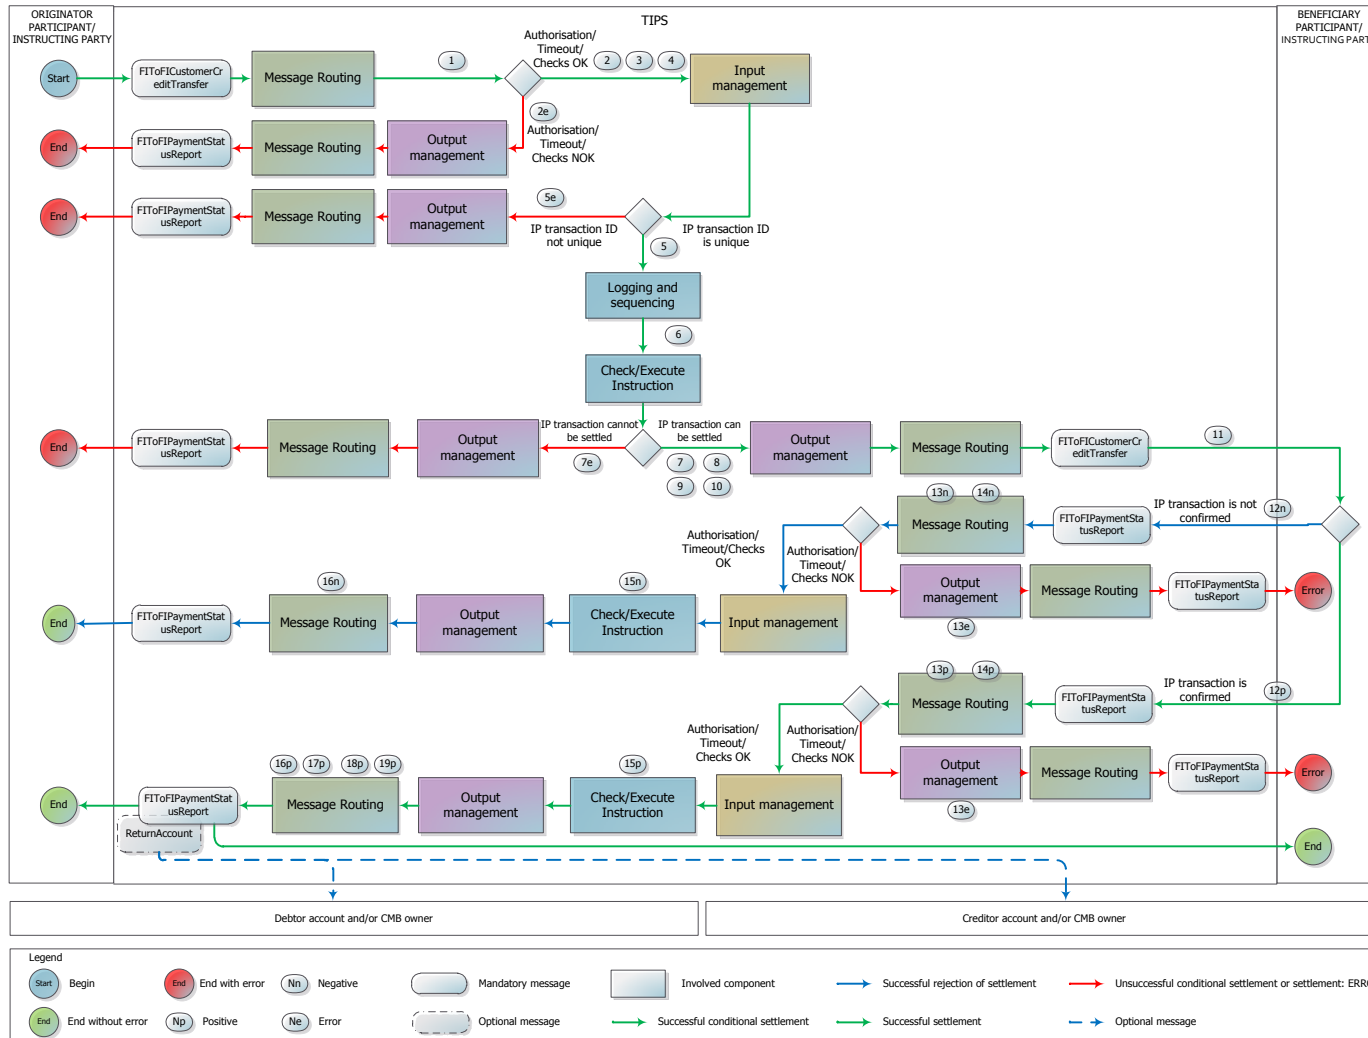 ORIGINATOR
PARTICIPANT/
INSTRUCTING PARTY
TIPS
BENEFICIARY
PARTICIPANT/
INSTRUCTING PART
Start
FIToFICustomerCr
editTransfer
Message Routing
1
Authorisation/
Timeout/
Checks OK
2
3
4
Input
management
2e
Authorisation/
Timeout/
Checks NOK
End
FIToFIPaymentStat
usReport
Message Routing
Output
management
End
FIToFIPaymentStat
usReport
Message Routing
Output
management
5e
IP transaction ID
not unique
IP transaction ID
is unique
5
Logging and
sequencing
6
Check/Execute
Instruction
End
FIToFIPaymentStat
usReport
Message Routing
Output
management
IP transaction cannot
be settled
7e
IP transaction can
be settled
7
8
9
10
Output
management
Message Routing
FIToFICustomerCr
editTransfer
11
13n
14n
Message Routing
FIToFIPaymentSta
tusReport
IP transaction is not
confirmed
12n
Authorisation/
Timeout/Checks
OK
Authorisation/
Timeout/
Checks NOK
Output
management
13e
Message Routing
FIToFIPaymentSta
tusReport
Error
End
FIToFIPaymentStat
usReport
16n
Message Routing
Output
management
15n
Check/Execute
Instruction
Input management
13p
14p
Message Routing
FIToFIPaymentSta
tusReport
IP transaction is
confirmed
12p
Authorisation/
Timeout/
Checks OK
Authorisation/
Timeout/
Checks NOK
Output
management
13e
Message Routing
FIToFIPaymentSta
tusReport
Error
End
FIToFIPaymentStat
usReport
ReturnAccount
16p
17p
18p
19p
Message Routing
Output
management
15p
Check/Execute
Instruction
Input management
End
Debtor account and/or CMB owner
Creditor account and/or CMB owner
Legend
Start
Begin
End
End with error
Nn
Negative
Mandatory message
Involved component
Successful rejection of settlement
Unsuccessful conditional settlement or settlement: ERRO
End
End without error
Np
Positive
Ne
Error
Optional message
Successful conditional settlement
Successful settlement
Optional message